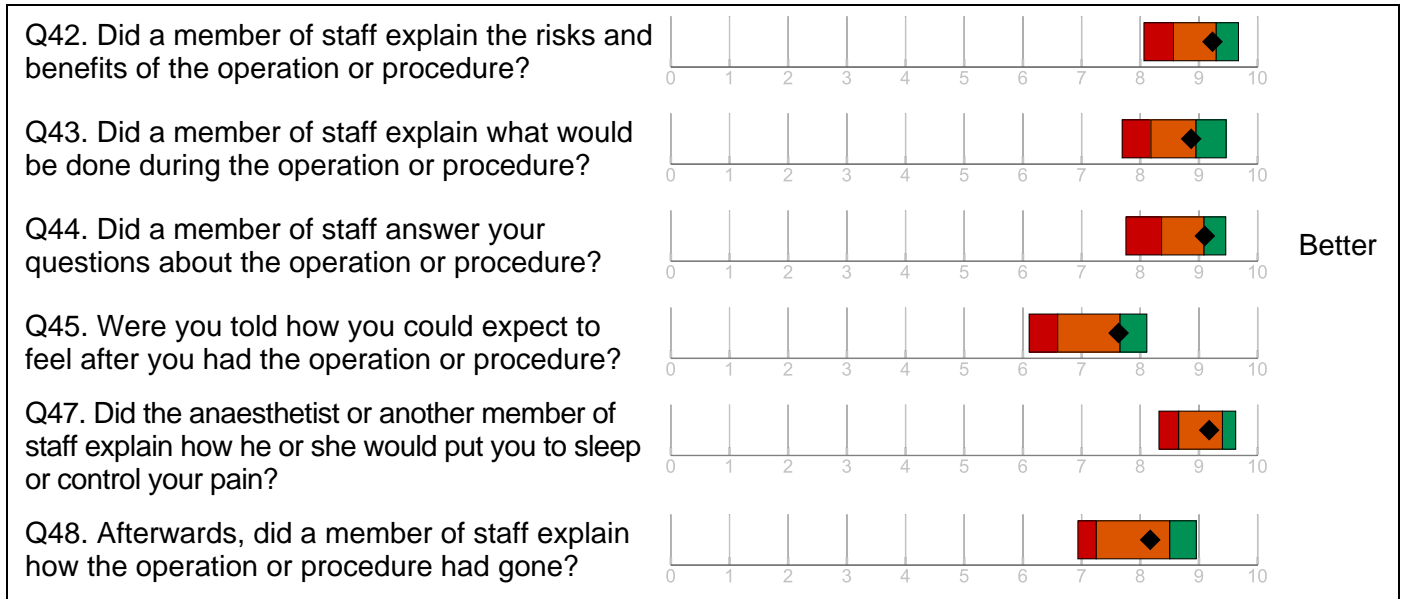 Q42. Did a member of staff explain the risks and
benefits of the operation or procedure?
0 1 2 3 4 5 6 7 8 9 10
Q43. Did a member of staff explain what would
be done during the operation or procedure?
0 1 2 3 4 5 6 7 8 9 10
Q44. Did a member of staff answer your
questions about the operation or procedure?
Better
0 1 2 3 4 5 6 7 8 9 10
Q45. Were you told how you could expect to
feel after you had the operation or procedure?
0 1 2 3 4 5 6 7 8 9 10
Q47. Did the anaesthetist or another member of
staff explain how he or she would put you to sleep
or control your pain?
0 1 2 3 4 5 6 7 8 9 10
Q48. Afterwards, did a member of staff explain
how the operation or procedure had gone?
0 1 2 3 4 5 6 7 8 9 10